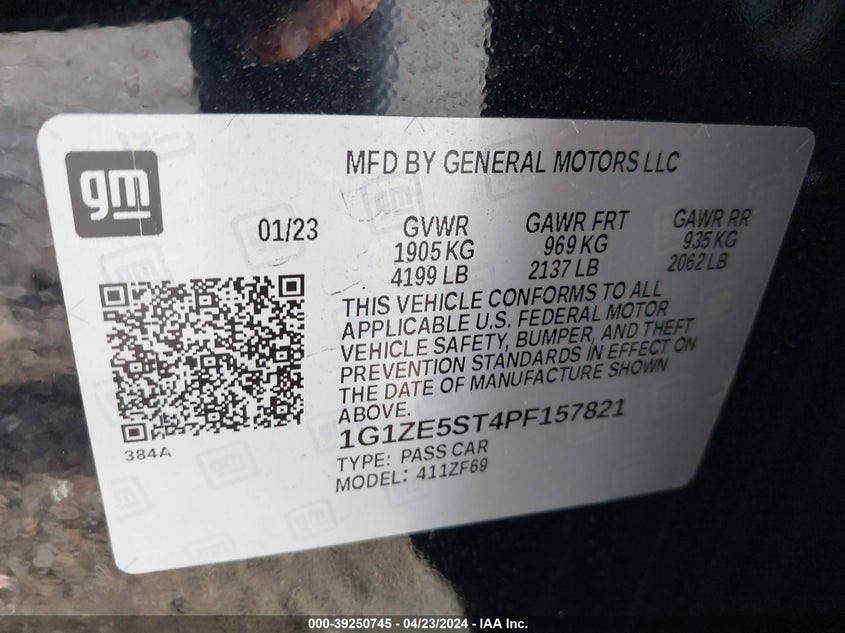 gm
MFD BY GENERAL MOTORS LLC
01/23
GVWR
1905 KG
4199 LB
GAWR FRT
969 KG
2137 LB
GAWR RR
935 KG
2062 LB
THIS VEHICLE CONFORMS TO ALL
APPLICABLE U.S. FEDERAL MOTOR
VEHICLE SAFETY, BUMPER, AND THEFT
PREVENTION STANDARDS IN EFFECT ON
THE DATE OF MANUFACTURE SHOWN
ABOVE.
1G1ZE5ST4PF157821
TYPE: PASS CAR
MODEL: 411ZF69
384A
000-39250745 - 04/23/2024 - IAA Inc.